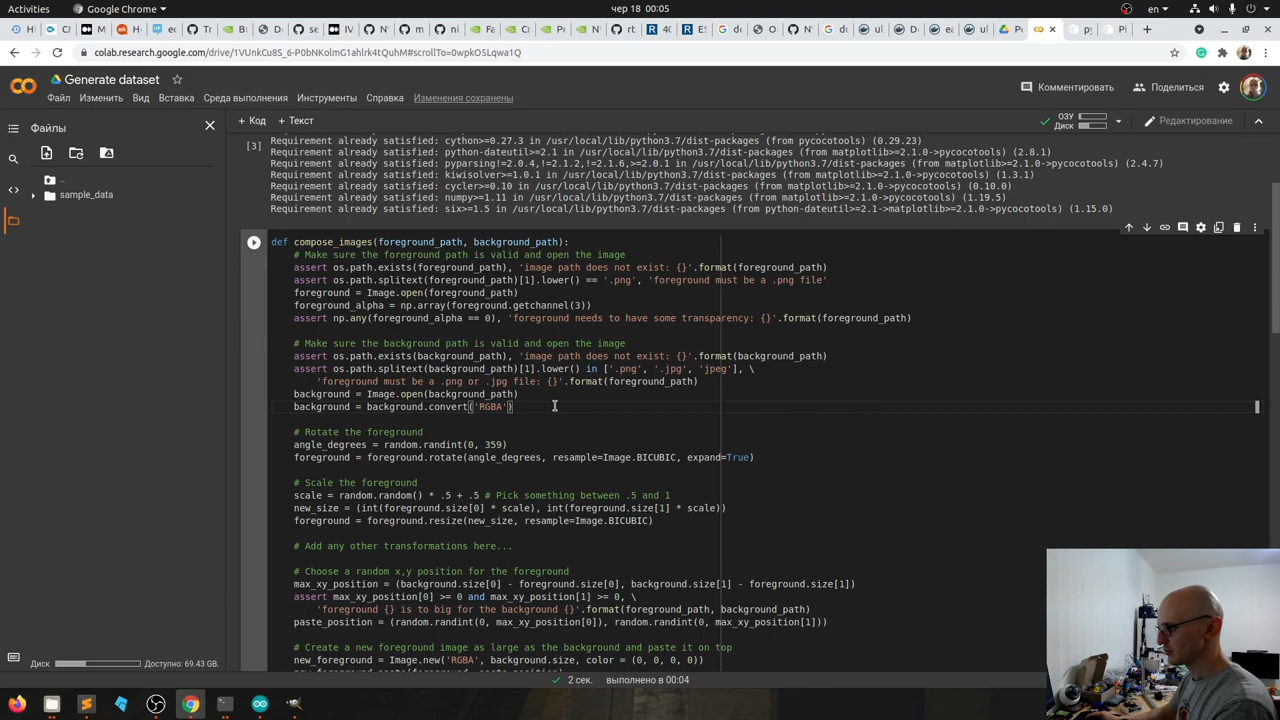 Activities
Google Chrome
чер 18 00:05
en
colab.research.google.com/drive/1VUnkCu8S_6-P0bNKolmG1ahlrk4tQuhM#scrollTo=0wpkO5Lqwa1Q
Generate dataset
Файл Изменить Вид Вставка Среда выполнения Инструменты Справка Изменения сохранены
Комментировать
Поделиться
Файлы
+ Код + Текст
ОЗУ
Диск
Редактирование
..
sample_data
[3]
Requirement already satisfied: cython>=0.27.3 in /usr/local/lib/python3.7/dist-packages (from pycocotools) (0.29.23)
Requirement already satisfied: python-dateutil>=2.1 in /usr/local/lib/python3.7/dist-packages (from matplotlib>=2.1.0->pycocotools) (2.8.1)
Requirement already satisfied: pyparsing!=2.0.4,!=2.1.2,!=2.1.6,>=2.0.1 in /usr/local/lib/python3.7/dist-packages (from matplotlib>=2.1.0->pycocotools) (2.4.7)
Requirement already satisfied: kiwisolver>=1.0.1 in /usr/local/lib/python3.7/dist-packages (from matplotlib>=2.1.0->pycocotools) (1.3.1)
Requirement already satisfied: cycler>=0.10 in /usr/local/lib/python3.7/dist-packages (from matplotlib>=2.1.0->pycocotools) (0.10.0)
Requirement already satisfied: numpy>=1.11 in /usr/local/lib/python3.7/dist-packages (from matplotlib>=2.1.0->pycocotools) (1.19.5)
Requirement already satisfied: six>=1.5 in /usr/local/lib/python3.7/dist-packages (from python-dateutil>=2.1->matplotlib>=2.1.0->pycocotools) (1.15.0)
def compose_images(foreground_path, background_path):
# Make sure the foreground path is valid and open the image
assert os.path.exists(foreground_path), 'image path does not exist: {}'.format(foreground_path)
assert os.path.splitext(foreground_path)[1].lower() == '.png', 'foreground must be a .png file'
foreground = Image.open(foreground_path)
foreground_alpha = np.array(foreground.getchannel(3))
assert np.any(foreground_alpha == 0), 'foreground needs to have some transparency: {}'.format(foreground_path)
# Make sure the background path is valid and open the image
assert os.path.exists(background_path), 'image path does not exist: {}'.format(background_path)
assert os.path.splitext(background_path)[1].lower() in ['.png', '.jpg', 'jpeg'], \
'foreground must be a .png or .jpg file: {}'.format(foreground_path)
background = Image.open(background_path)
background = background.convert('RGBA')
# Rotate the foreground
angle_degrees = random.randint(0, 359)
foreground = foreground.rotate(angle_degrees, resample=Image.BICUBIC, expand=True)
# Scale the foreground
scale = random.random() * .5 + .5 # Pick something between .5 and 1
new_size = (int(foreground.size[0] * scale), int(foreground.size[1] * scale))
foreground = foreground.resize(new_size, resample=Image.BICUBIC)
# Add any other transformations here...
# Choose a random x,y position for the foreground
max_xy_position = (background.size[0] - foreground.size[0], background.size[1] - foreground.size[1])
assert max_xy_position[0] >= 0 and max_xy_position[1] >= 0, \
'foreground {} is to big for the background {}'.format(foreground_path, background_path)
paste_position = (random.randint(0, max_xy_position[0]), random.randint(0, max_xy_position[1]))
# Create a new foreground image as large as the background and paste it on top
new_foreground = Image.new('RGBA', background.size, color = (0, 0, 0, 0))
Диск
Доступно: 69.43 GB.
2 сек. выполнено в 00:04